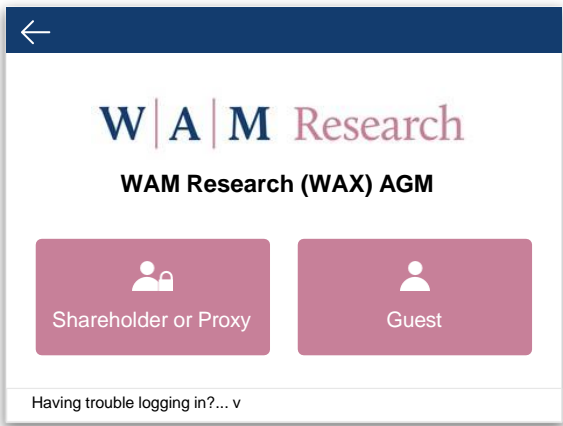 W|A|M Research
WAM Research (WAX) AGM
Shareholder or Proxy
Guest
Having trouble logging in?... v